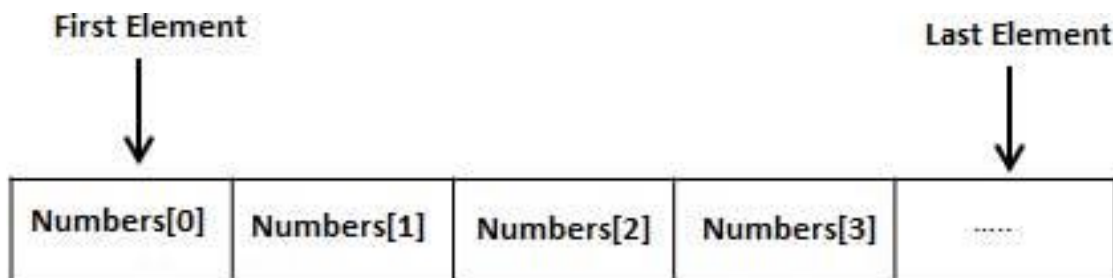 First Element
Last Element
Numbers[0] Numbers[1] Numbers[2] Numbers[3] .....